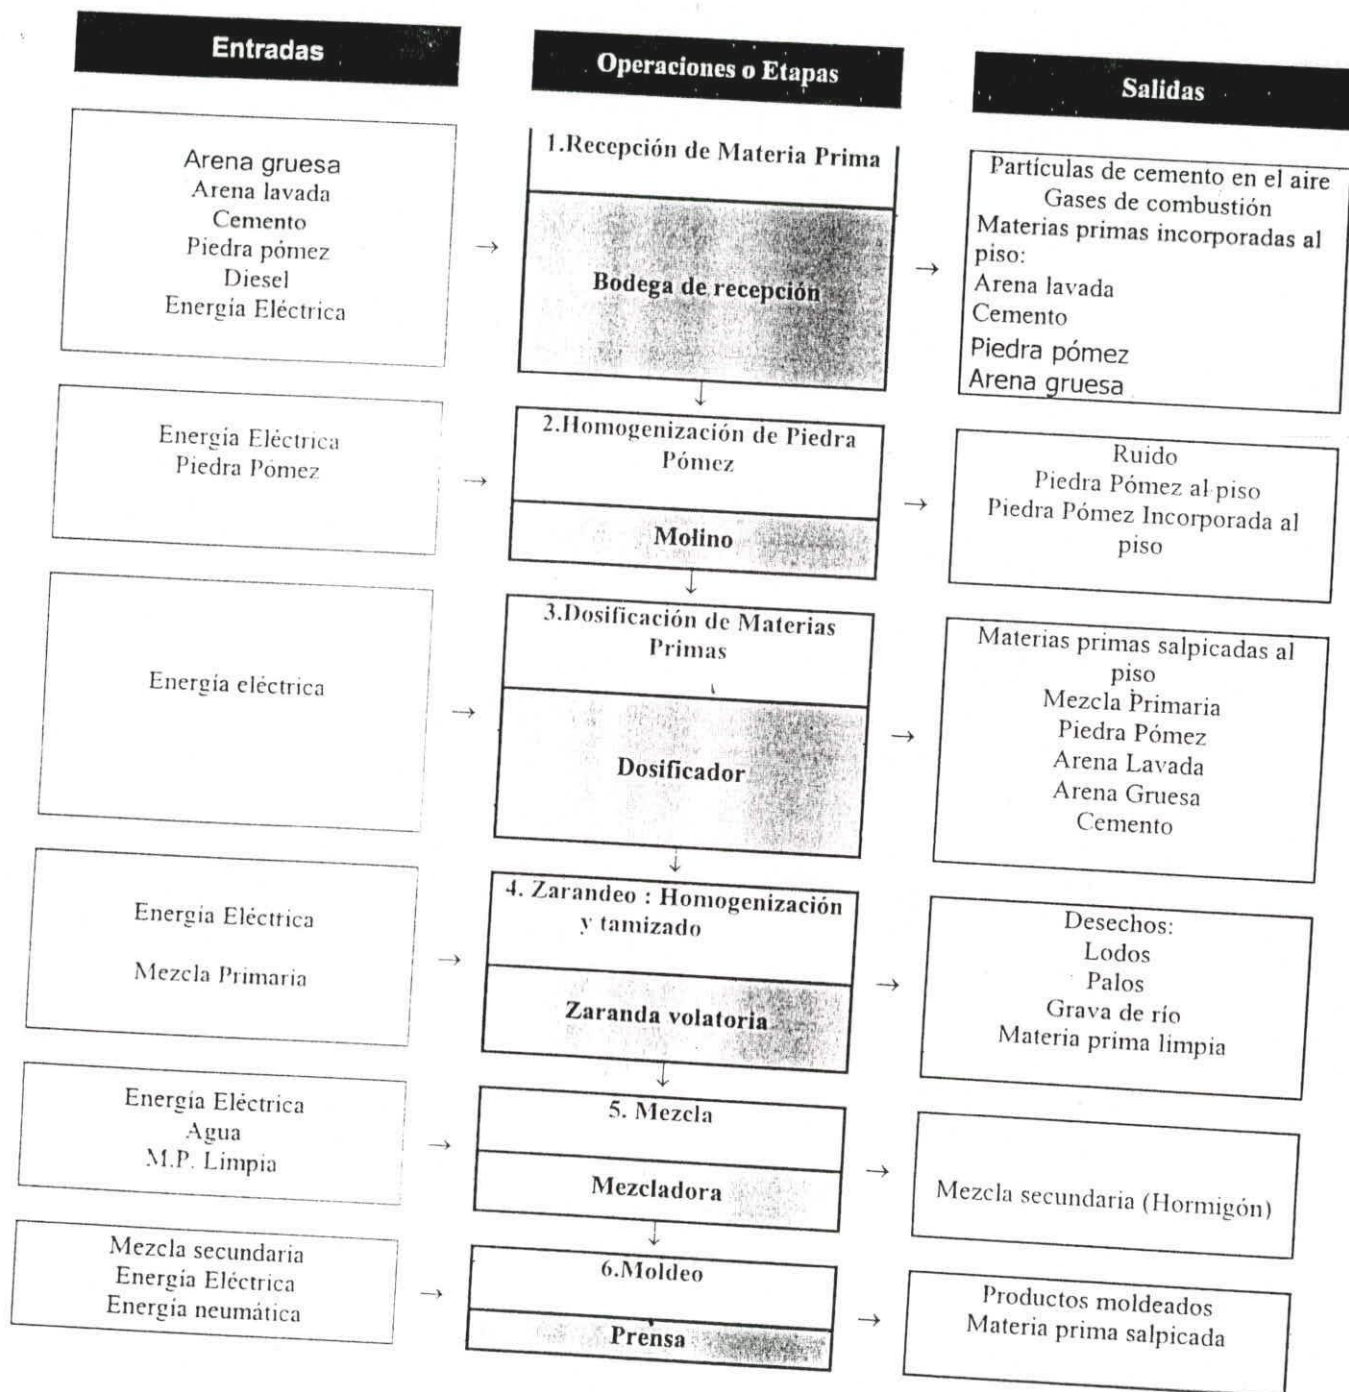 Entradas
Operaciones o Etapas
Salidas
Arena gruesa
Arena lavada
Cemento
Piedra pómez
Diesel
Energía Eléctrica
→
1.Recepción de Materia Prima
Bodega de recepción
→
Partículas de cemento en el aire
Gases de combustión
Materias primas incorporadas al
piso:
Arena lavada
Cemento
Piedra pómez
Arena gruesa
↓
Energía Eléctrica
Piedra Pómez
→
2.Homogenización de Piedra
Pómez
Molino
→
Ruido
Piedra Pómez al piso
Piedra Pómez Incorporada al
piso
↓
Energía eléctrica
→
3.Dosificación de Materias
Primas
Dosificador
→
Materias primas salpicadas al
piso
Mezcla Primaria
Piedra Pómez
Arena Lavada
Arena Gruesa
Cemento
↓
Energía Eléctrica
Mezcla Primaria
→
4. Zarandeo : Homogenización
y tamizado
Zaranda volatoria
→
Desechos:
Lodos
Palos
Grava de río
Materia prima limpia
↓
Energía Eléctrica
Agua
M.P. Limpia
→
5. Mezcla
Mezcladora
→
Mezcla secundaria (Hormigón)
↓
Mezcla secundaria
Energía Eléctrica
Energía neumática
→
6.Moldeo
Prensa
→
Productos moldeados
Materia prima salpicada